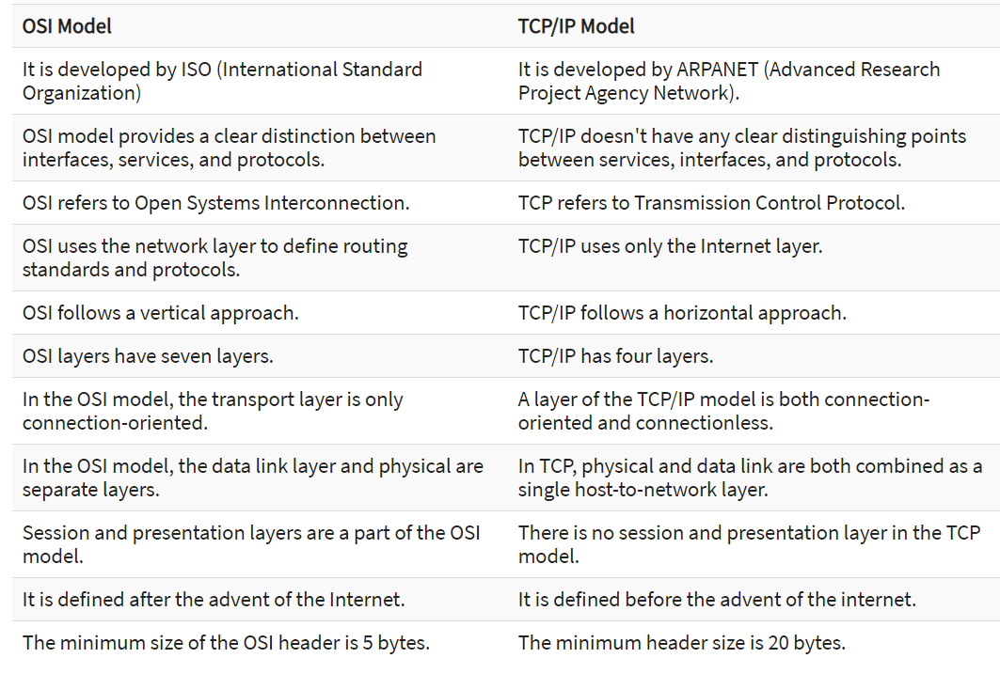 OSI Model
TCP/IP Model
It is developed by ISO (International Standard
Organization)
It is developed by ARPANET (Advanced Research
Project Agency Network).
OSI model provides a clear distinction between
interfaces, services, and protocols.
TCP/IP doesn't have any clear distinguishing points
between services, interfaces, and protocols.
OSI refers to Open Systems Interconnection.
TCP refers to Transmission Control Protocol.
OSI uses the network layer to define routing
standards and protocols.
TCP/IP uses only the Internet layer.
OSI follows a vertical approach.
TCP/IP follows a horizontal approach.
OSI layers have seven layers.
TCP/IP has four layers.
In the OSI model, the transport layer is only
connection-oriented.
A layer of the TCP/IP model is both connection-
oriented and connectionless.
In the OSI model, the data link layer and physical are
separate layers.
In TCP, physical and data link are both combined as a
single host-to-network layer.
Session and presentation layers are a part of the OSI
model.
There is no session and presentation layer in the TCP
model.
It is defined after the advent of the Internet.
It is defined before the advent of the internet.
The minimum size of the OSI header is 5 bytes.
The minimum header size is 20 bytes.